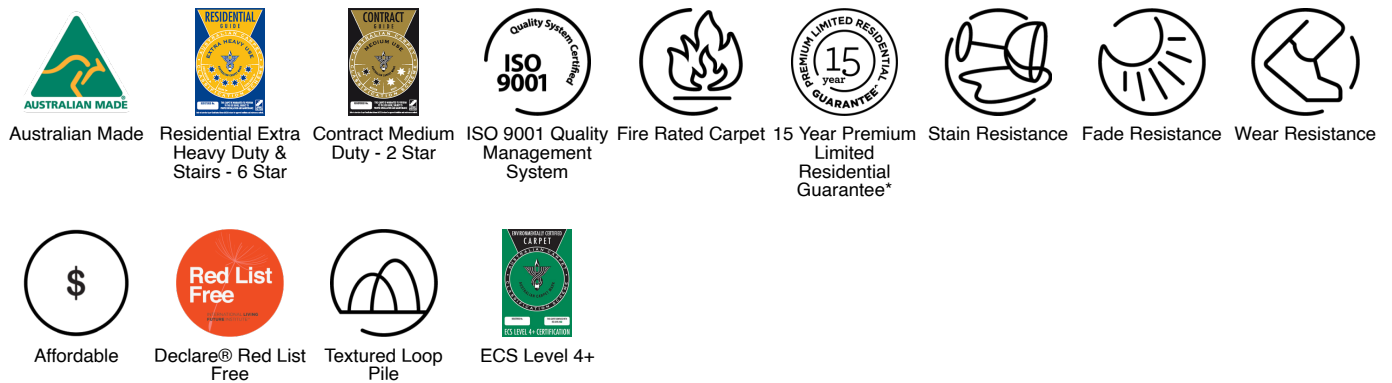 AUSTRALIAN MADE
RESIDENTIAL
GUIDE
EXTRA HEAVY USE
CONTRACT
GUIDE
MEDIUM USE
Quality System Certified
ISO
9001
PREMIUM LIMITED RESIDENTIAL
15
year
GUARANTEE^
Australian Made
Residential Extra
Heavy Duty &
Stairs - 6 Star
Contract Medium
Duty - 2 Star
ISO 9001 Quality
Management
System
Fire Rated Carpet
15 Year Premium
Limited
Residential
Guarantee*
Stain Resistance
Fade Resistance
Wear Resistance
$
Red List
Free
ENVIRONMENTALLY CERTIFIED
CARPET
AUSTRALIAN CARPET
CLASSIFICATION SCHEME
ECS LEVEL 4+ CERTIFICATION
Affordable
Declare® Red List
Free
Textured Loop
Pile
ECS Level 4+